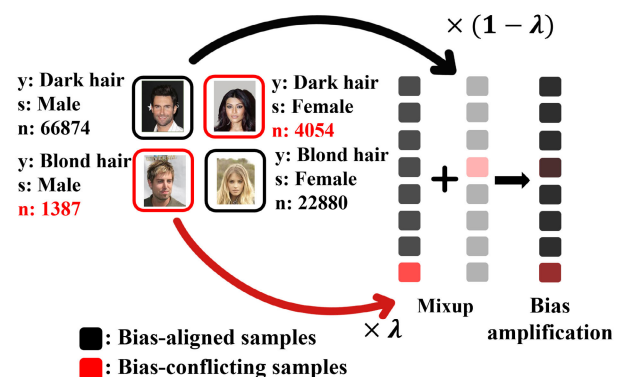 × (1 − λ)
y: Dark hair
s: Male
n: 66874
y: Dark hair
s: Female
n: 4054
y: Blond hair
s: Male
n: 1387
y: Blond hair
s: Female
n: 22880
+
Mixup
Bias
amplification
× λ
: Bias-aligned samples
: Bias-conflicting samples